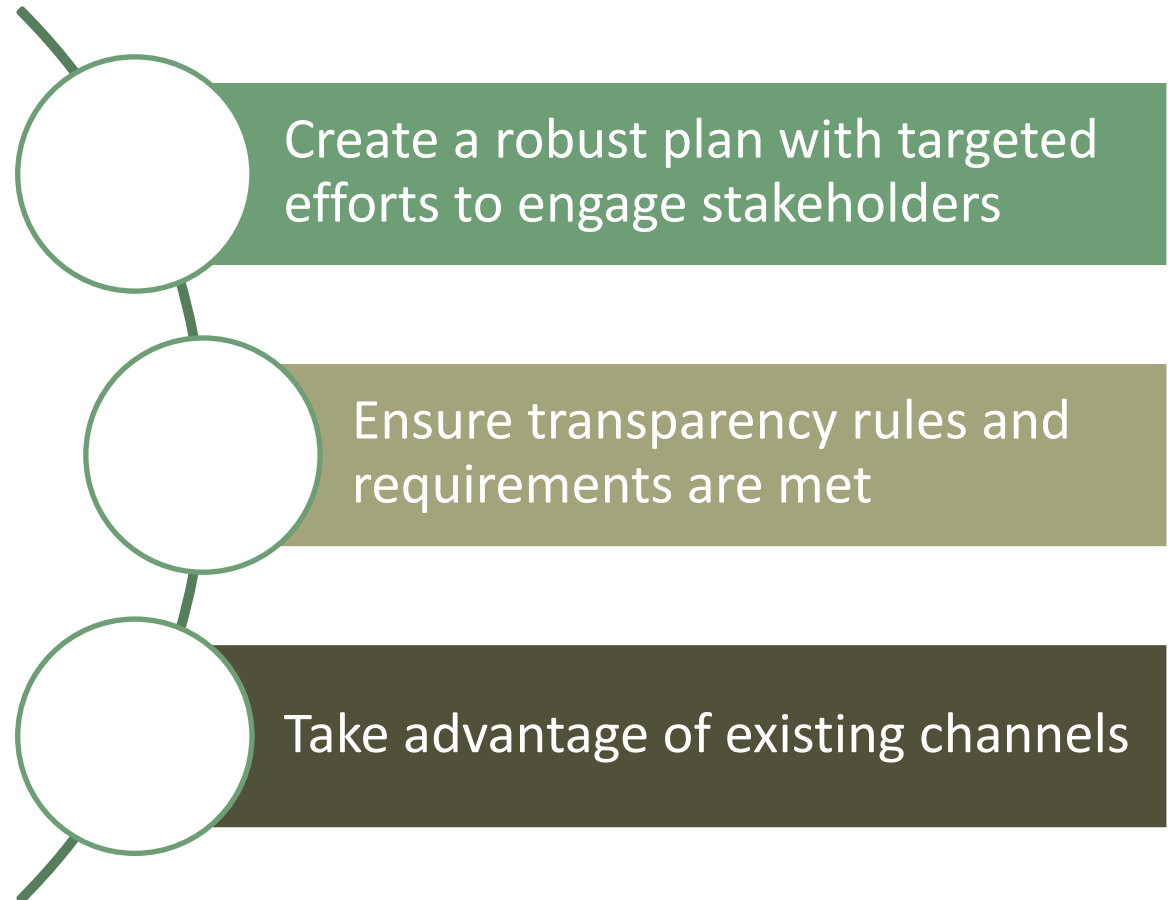 Create a robust plan with targeted
efforts to engage stakeholders
Ensure transparency rules and
requirements are met
Take advantage of existing channels